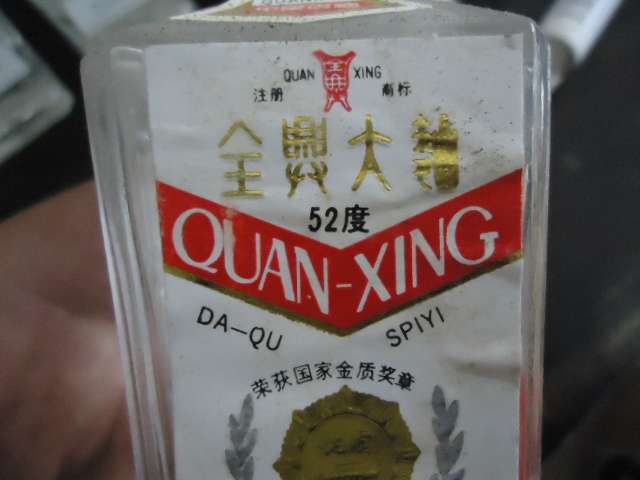 QUAN XING
注册 商标
全興大麯
52度
QUAN-XING
DA-QU SPIYI
荣获国家金质奖章